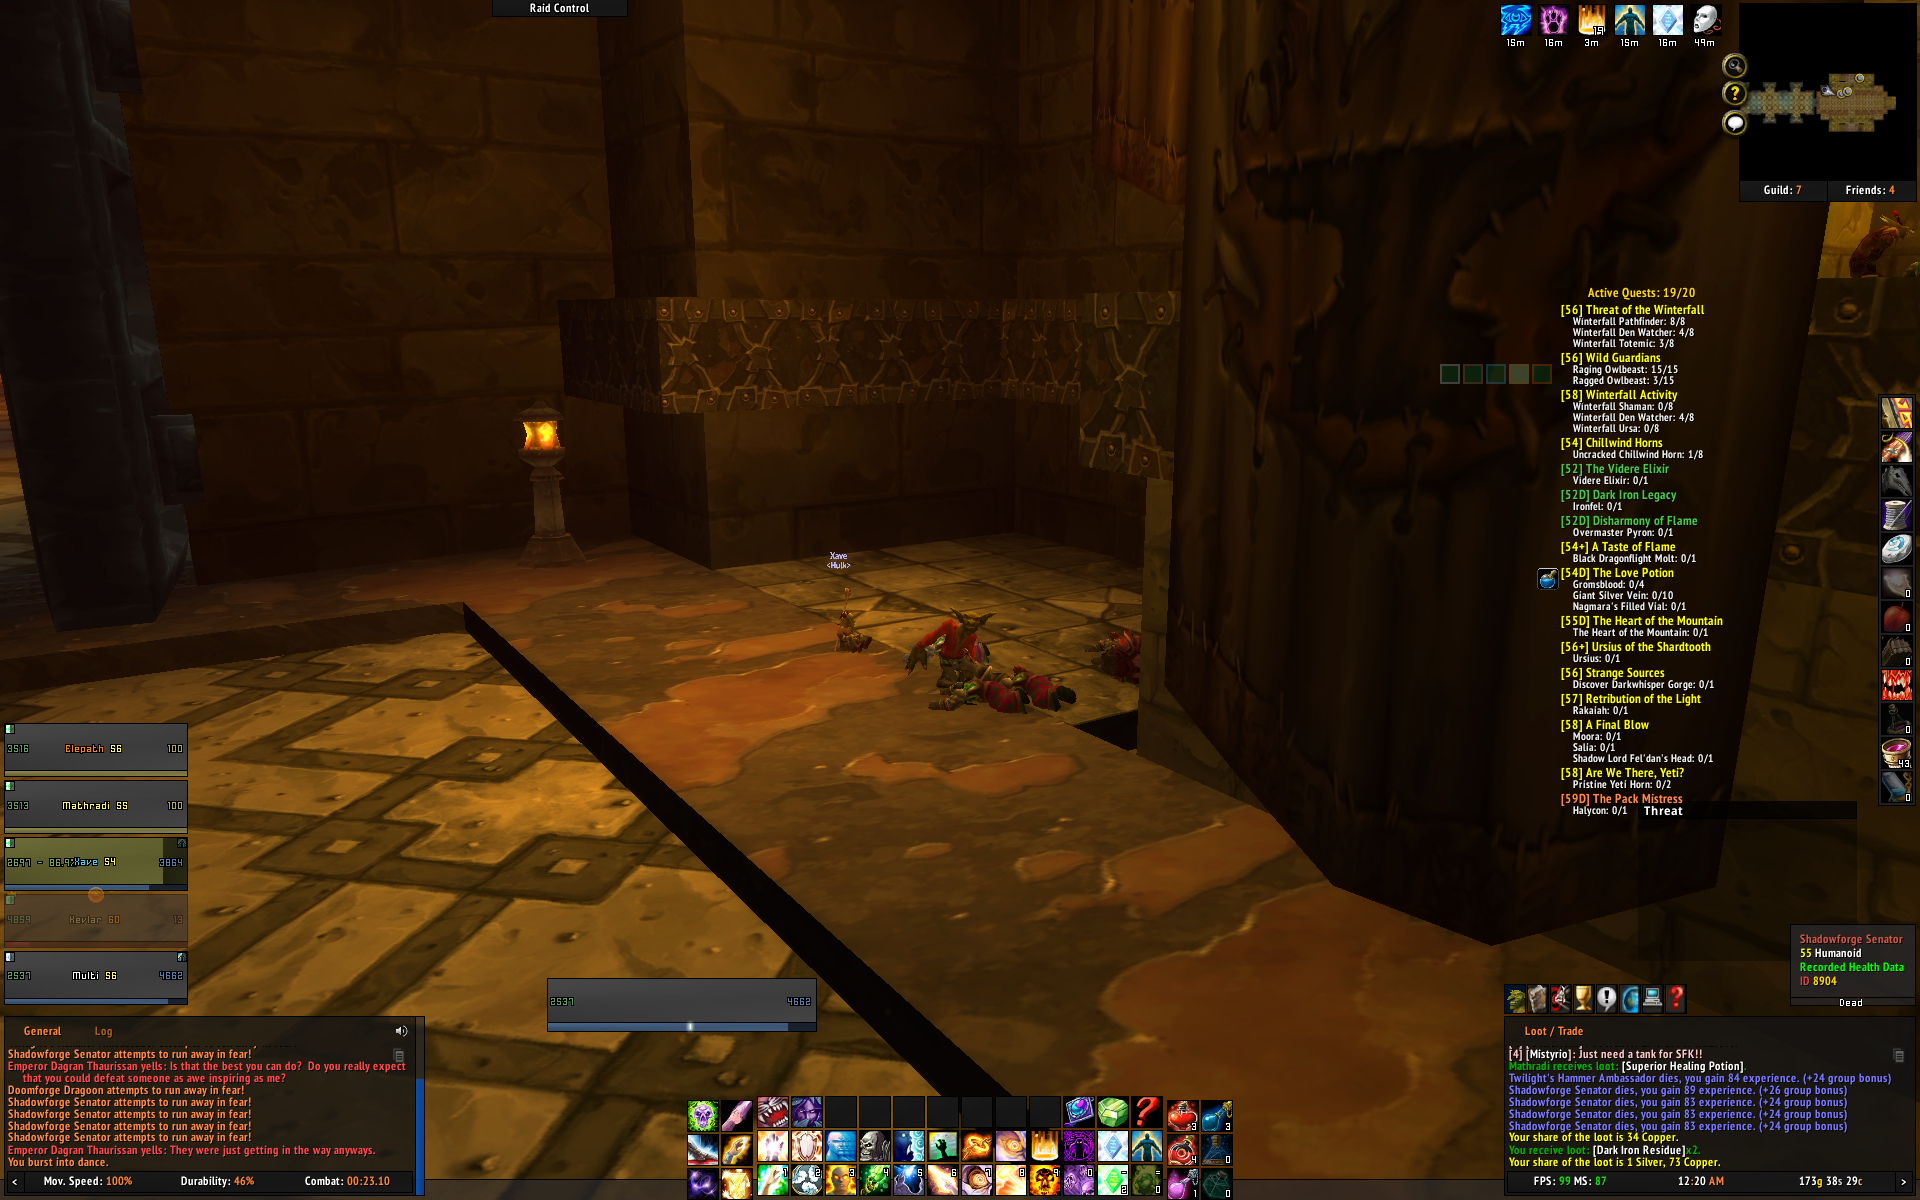 Raid Control
15m 16m 3m 15m 16m 49m
19
Guild: 7
Friends: 4
Active Quests: 19/20
[56] Threat of the Winterfall
Winterfall Pathfinder: 8/8
Winterfall Den Watcher: 4/8
Winterfall Totemic: 3/8
[56] Wild Guardians
Raging Owlbeast: 15/15
Ragged Owlbeast: 3/15
[58] Winterfall Activity
Winterfall Shaman: 0/8
Winterfall Den Watcher: 4/8
Winterfall Ursa: 0/8
[54] Chillwind Horns
Uncracked Chillwind Horn: 1/8
[52] The Videre Elixir
Videre Elixir: 0/1
[52D] Dark Iron Legacy
Ironfel: 0/1
[52D] Disharmony of Flame
Overmaster Pyron: 0/1
[54+] A Taste of Flame
Black Dragonflight Molt: 0/1
[54D] The Love Potion
Gromsblood: 0/4
Giant Silver Vein: 0/10
Nagmara's Filled Vial: 0/1
[55D] The Heart of the Mountain
The Heart of the Mountain: 0/1
[56+] Ursius of the Shardtooth
Ursius: 0/1
[56] Strange Sources
Discover Darkwhisper Gorge: 0/1
[57] Retribution of the Light
Rakaiah: 0/1
[58] A Final Blow
Moora: 0/1
Salia: 0/1
Shadow Lord Fel'dan's Head: 0/1
[58] Are We There, Yeti?
Pristine Yeti Horn: 0/2
[59D] The Pack Mistress
Halycon: 0/1
Threat
Xave
<Hulk>
3516 Elepath 56 100
3513 Mathradi 55 100
2697 - 86.9% Xave 54 3864
4859 Kevlar 60 13
2537 Multi 56 4662
2537 4662
Shadowforge Senator
55 Humanoid
Recorded Health Data
ID 8904
Dead
General Log
Shadowforge Senator attempts to run away in fear!
Emperor Dagran Thaurissan yells: Is that the best you can do? Do you really expect
that you could defeat someone as awe inspiring as me?
Doomforge Dragoon attempts to run away in fear!
Shadowforge Senator attempts to run away in fear!
Shadowforge Senator attempts to run away in fear!
Shadowforge Senator attempts to run away in fear!
Shadowforge Senator attempts to run away in fear!
Emperor Dagran Thaurissan yells: They were just getting in the way anyways.
You burst into dance.
< Mov. Speed: 100% Durability: 46% Combat: 00:23.10
Loot / Trade
[4] [Mistyrio]: Just need a tank for SFK!!
Mathradi receives loot: [Superior Healing Potion].
Twilight's Hammer Ambassador dies, you gain 84 experience. (+24 group bonus)
Shadowforge Senator dies, you gain 89 experience. (+26 group bonus)
Shadowforge Senator dies, you gain 83 experience. (+24 group bonus)
Shadowforge Senator dies, you gain 83 experience. (+24 group bonus)
Shadowforge Senator dies, you gain 83 experience. (+24 group bonus)
Your share of the loot is 34 Copper.
You receive loot: [Dark Iron Residue]x2.
Your share of the loot is 1 Silver, 73 Copper.
FPS: 99 MS: 87 12:20 AM 173g 38s 29c >